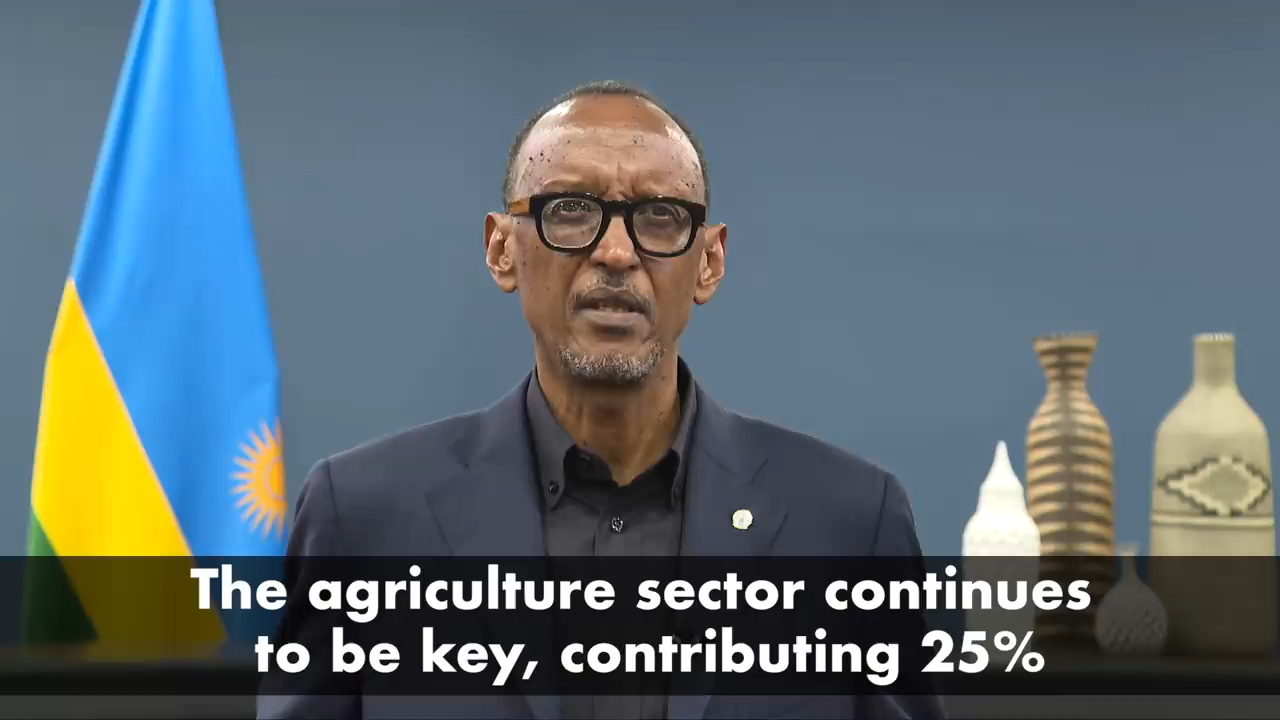 The agriculture sector continues
to be key, contributing 25%